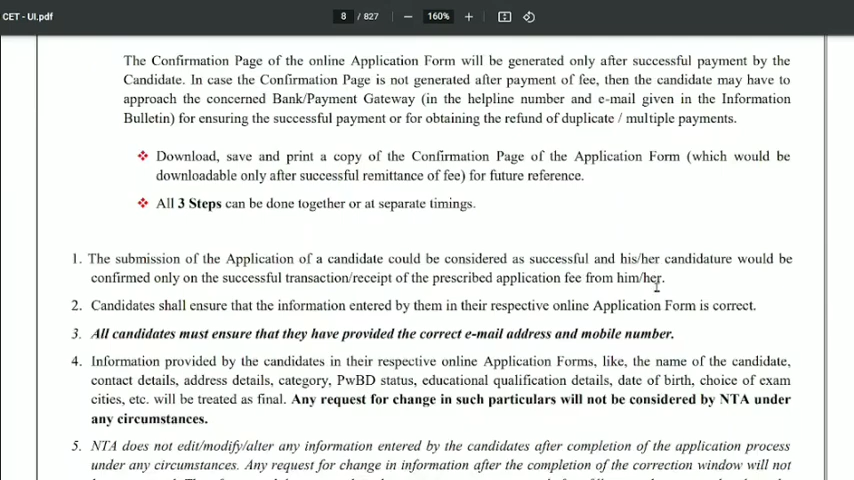 CET - UI.pdf
8 / 827
160%
The Confirmation Page of the online Application Form will be generated only after successful payment by the
Candidate. In case the Confirmation Page is not generated after payment of fee, then the candidate may have to
approach the concerned Bank/Payment Gateway (in the helpline number and e-mail given in the Information
Bulletin) for ensuring the successful payment or for obtaining the refund of duplicate / multiple payments.
❖ Download, save and print a copy of the Confirmation Page of the Application Form (which would be
downloadable only after successful remittance of fee) for future reference.
❖ All 3 Steps can be done together or at separate timings.
1. The submission of the Application of a candidate could be considered as successful and his/her candidature would be
confirmed only on the successful transaction/receipt of the prescribed application fee from him/her.
2. Candidates shall ensure that the information entered by them in their respective online Application Form is correct.
3. All candidates must ensure that they have provided the correct e-mail address and mobile number.
4. Information provided by the candidates in their respective online Application Forms, like, the name of the candidate,
contact details, address details, category, PwBD status, educational qualification details, date of birth, choice of exam
cities, etc. will be treated as final. Any request for change in such particulars will not be considered by NTA under
any circumstances.
5. NTA does not edit/modify/alter any information entered by the candidates after completion of the application process
under any circumstances. Any request for change in information after the completion of the correction window will not